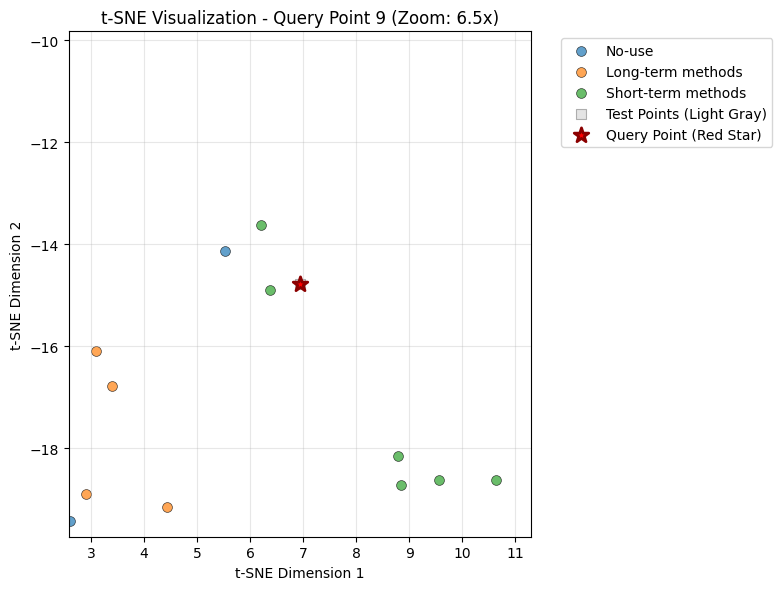 t-SNE Visualization - Query Point 9 (Zoom: 6.5x)
−10
−12
−14
−16
−18
t-SNE Dimension 2
3 4 5 6 7 8 9 10 11
t-SNE Dimension 1
No-use
Long-term methods
Short-term methods
Test Points (Light Gray)
Query Point (Red Star)